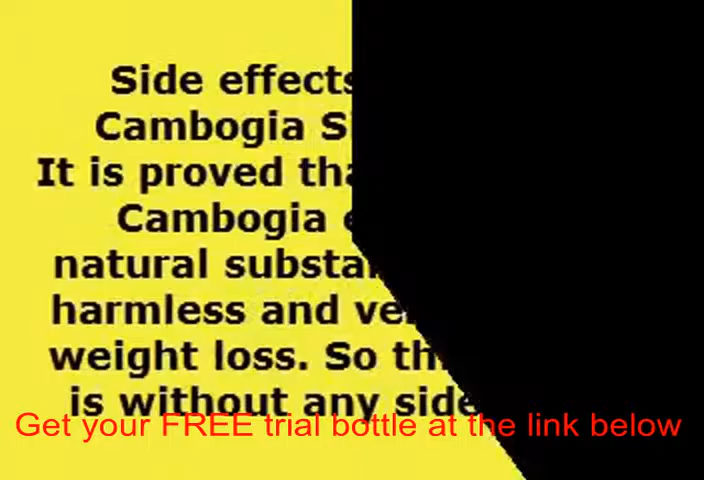 Side effects
Cambogia
It is proved
Cambogia
natural
harmless and
weight loss. So
is without any side
Get your FREE trial bottle at the link below